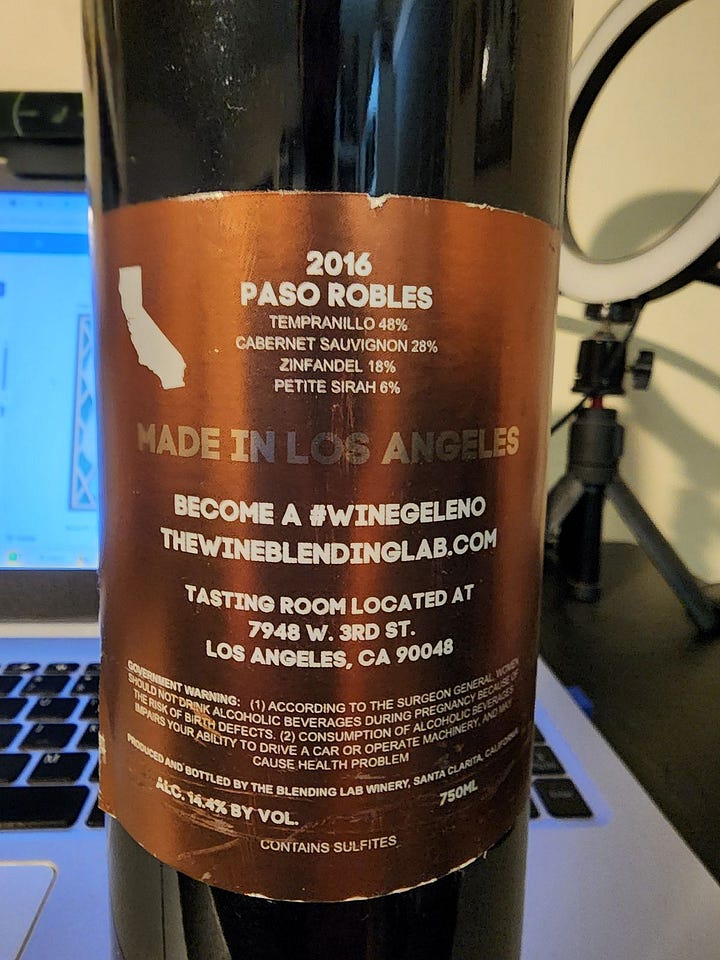 2016
PASO ROBLES
TEMPRANILLO 48%
CABERNET SAUVIGNON 28%
ZINFANDEL 18%
PETITE SIRAH 6%
MADE IN LOS ANGELES
BECOME A #WINEGELENO
THEWINEBLENDINGLAB.COM
TASTING ROOM LOCATED AT
7948 W. 3RD ST.
LOS ANGELES, CA 90048
GOVERNMENT WARNING: (1) ACCORDING TO THE SURGEON GENERAL, WOMEN
SHOULD NOT DRINK ALCOHOLIC BEVERAGES DURING PREGNANCY BECAUSE OF
THE RISK OF BIRTH DEFECTS. (2) CONSUMPTION OF ALCOHOLIC BEVERAGES
IMPAIRS YOUR ABILITY TO DRIVE A CAR OR OPERATE MACHINERY, AND MAY
CAUSE HEALTH PROBLEM
PRODUCED AND BOTTLED BY THE BLENDING LAB WINERY, SANTA CLARITA, CALIFORNIA
ALC. 14.4% BY VOL.
750ML
CONTAINS SULFITES